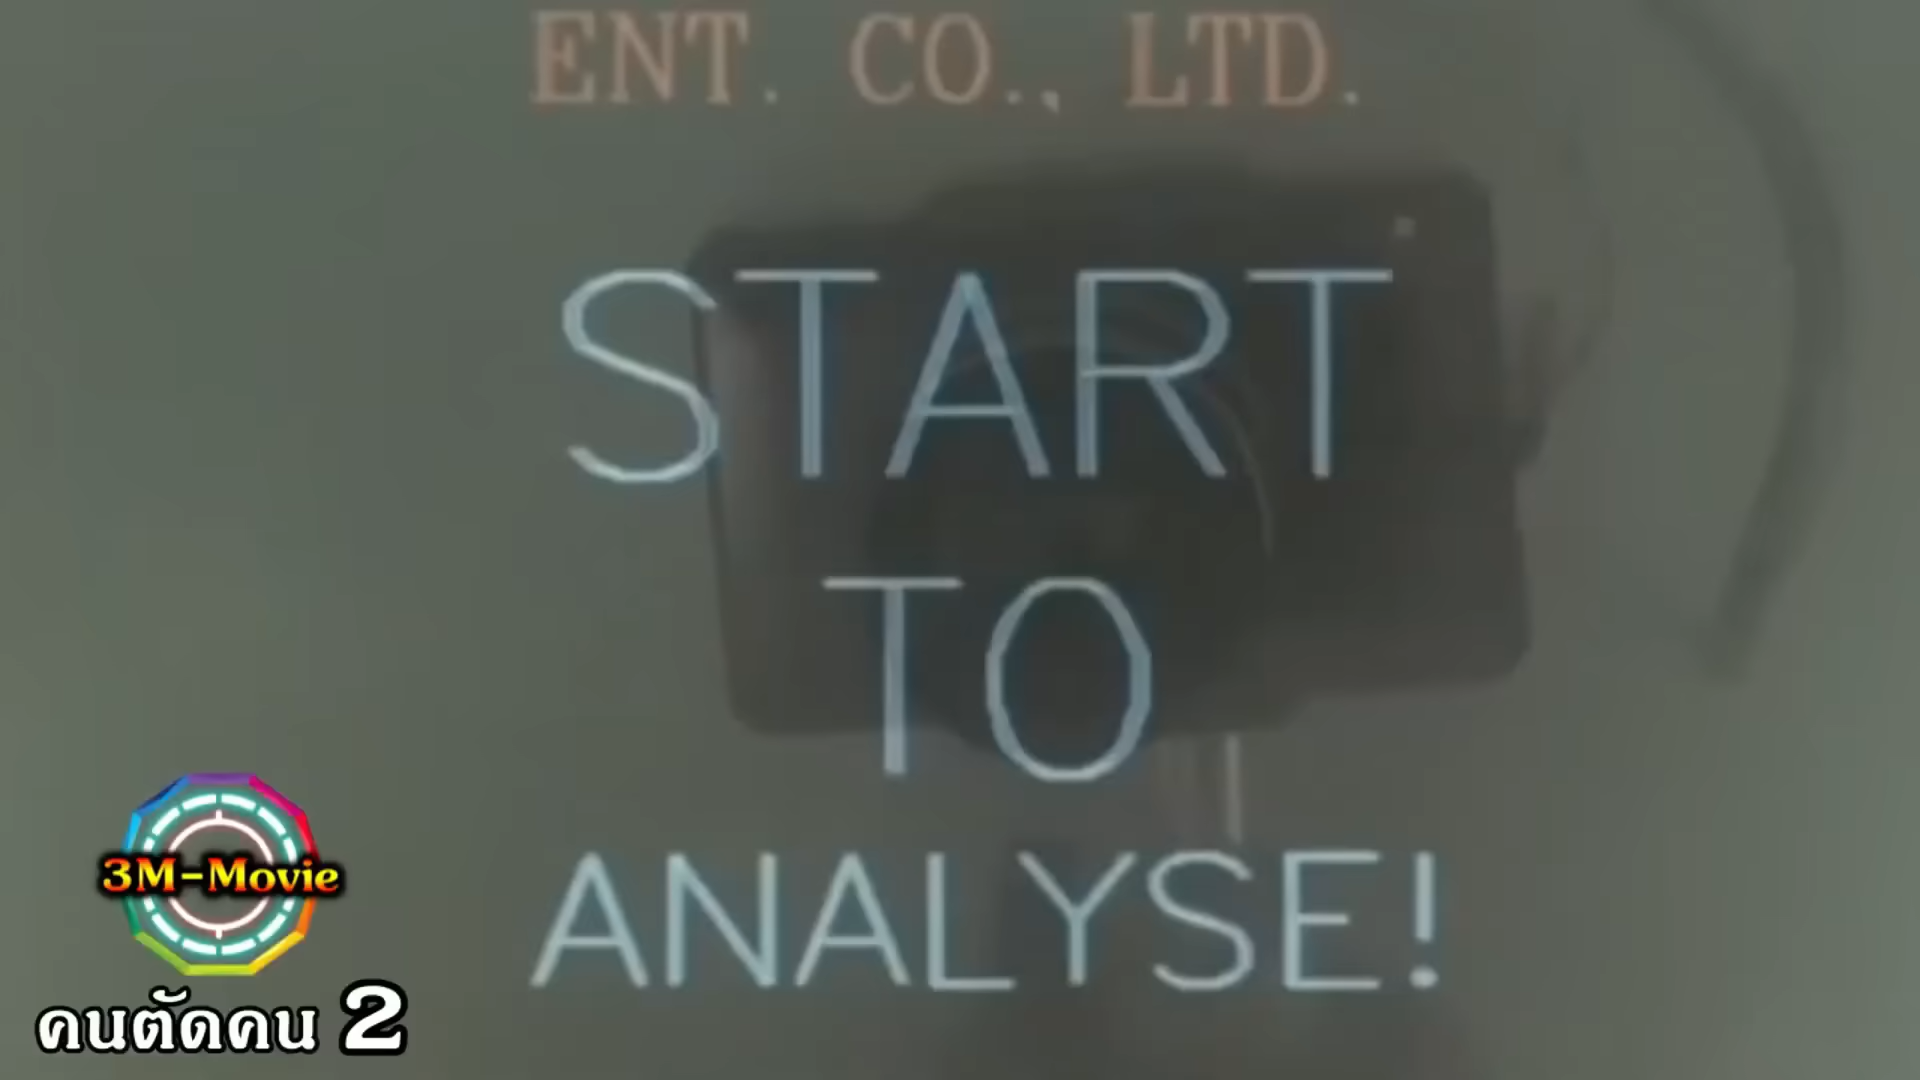 ENT. CO., LTD.
START
TO
ANALYSE!
3M-Movie
คนตัดคน 2